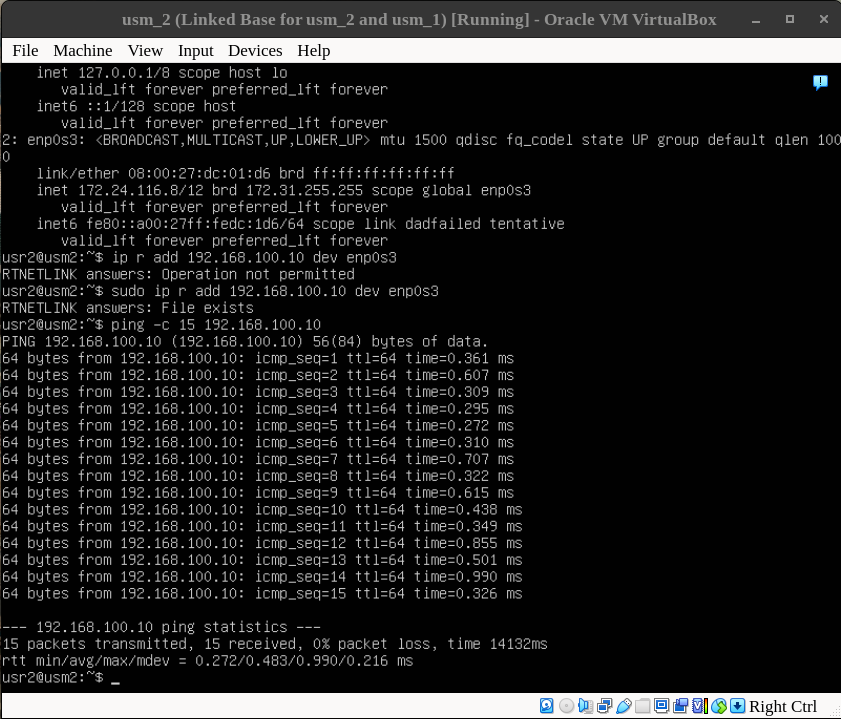 usm_2 (Linked Base for usm_2 and usm_1) [Running] - Oracle VM VirtualBox
File Machine View Input Devices Help
inet 127.0.0.1/8 scope host lo
valid_lft forever preferred_lft forever
inet6 ::1/128 scope host
valid_lft forever preferred_lft forever
2: enp0s3: <BROADCAST,MULTICAST,UP,LOWER_UP> mtu 1500 qdisc fq_codel state UP group default qlen 100
0
link/ether 08:00:27:dc:01:d6 brd ff:ff:ff:ff:ff:ff
inet 172.24.116.8/12 brd 172.31.255.255 scope global enp0s3
valid_lft forever preferred_lft forever
inet6 fe80::a00:27ff:fedc:1d6/64 scope link dadfailed tentative
valid_lft forever preferred_lft forever
usr2@usm2:~$ ip r add 192.168.100.10 dev enp0s3
RTNETLINK answers: Operation not permitted
usr2@usm2:~$ sudo ip r add 192.168.100.10 dev enp0s3
RTNETLINK answers: File exists
usr2@usm2:~$ ping -c 15 192.168.100.10
PING 192.168.100.10 (192.168.100.10) 56(84) bytes of data.
64 bytes from 192.168.100.10: icmp_seq=1 ttl=64 time=0.361 ms
64 bytes from 192.168.100.10: icmp_seq=2 ttl=64 time=0.607 ms
64 bytes from 192.168.100.10: icmp_seq=3 ttl=64 time=0.309 ms
64 bytes from 192.168.100.10: icmp_seq=4 ttl=64 time=0.295 ms
64 bytes from 192.168.100.10: icmp_seq=5 ttl=64 time=0.272 ms
64 bytes from 192.168.100.10: icmp_seq=6 ttl=64 time=0.310 ms
64 bytes from 192.168.100.10: icmp_seq=7 ttl=64 time=0.707 ms
64 bytes from 192.168.100.10: icmp_seq=8 ttl=64 time=0.322 ms
64 bytes from 192.168.100.10: icmp_seq=9 ttl=64 time=0.615 ms
64 bytes from 192.168.100.10: icmp_seq=10 ttl=64 time=0.438 ms
64 bytes from 192.168.100.10: icmp_seq=11 ttl=64 time=0.349 ms
64 bytes from 192.168.100.10: icmp_seq=12 ttl=64 time=0.855 ms
64 bytes from 192.168.100.10: icmp_seq=13 ttl=64 time=0.501 ms
64 bytes from 192.168.100.10: icmp_seq=14 ttl=64 time=0.990 ms
64 bytes from 192.168.100.10: icmp_seq=15 ttl=64 time=0.326 ms
--- 192.168.100.10 ping statistics ---
15 packets transmitted, 15 received, 0% packet loss, time 14132ms
rtt min/avg/max/mdev = 0.272/0.483/0.990/0.216 ms
usr2@usm2:~$ _
Right Ctrl